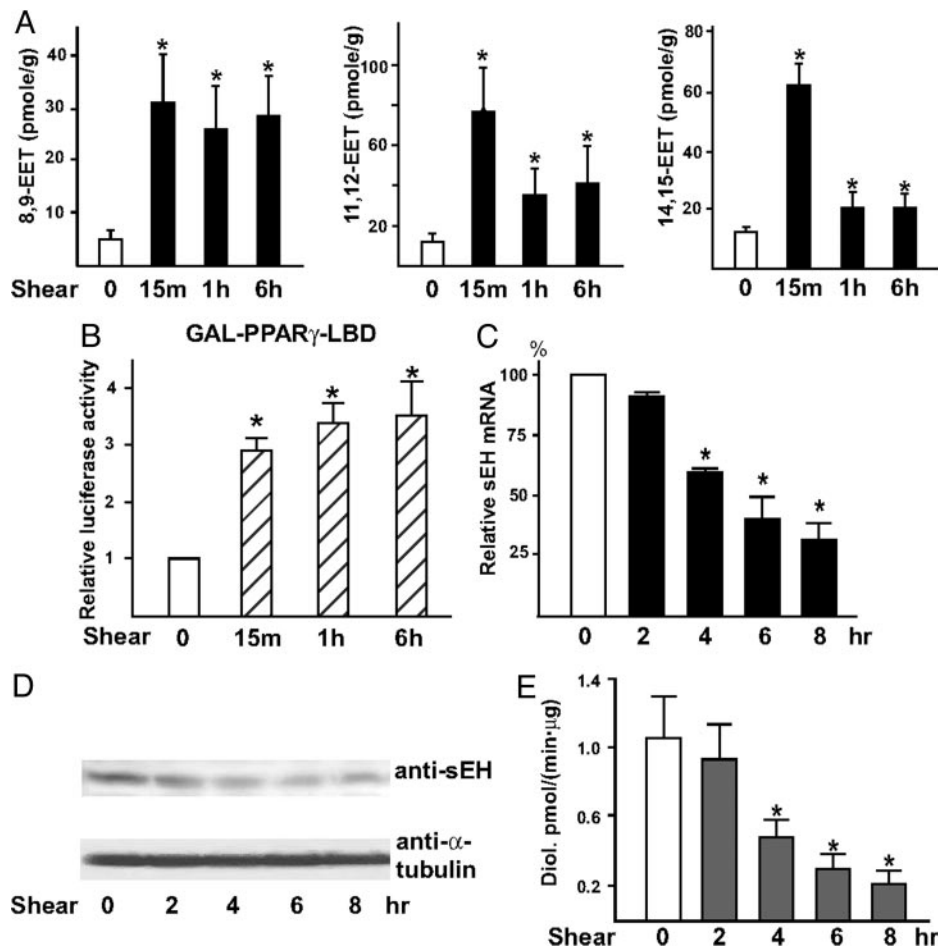 A
8,9-EET (pmole/g)
40
30
20
10
* * *
Shear 0 15m 1h 6h
11,12-EET (pmole/g)
100
60
20
* * *
0 15m 1h 6h
14,15-EET (pmole/g)
80
60
40
20
* * *
0 15m 1h 6h
B
GAL-PPARγ-LBD
Relative luciferase activity
4
3
2
1
* * *
Shear 0 15m 1h 6h
C
%
Relative sEH mRNA
100
75
50
25
* * *
0 2 4 6 8 hr
D
anti-sEH
anti-α-
tubulin
Shear 0 2 4 6 8 hr
E
Diol. pmol/(min·μg)
1.4
1.0
0.6
0.2
* * *
Shear 0 2 4 6 8 hr